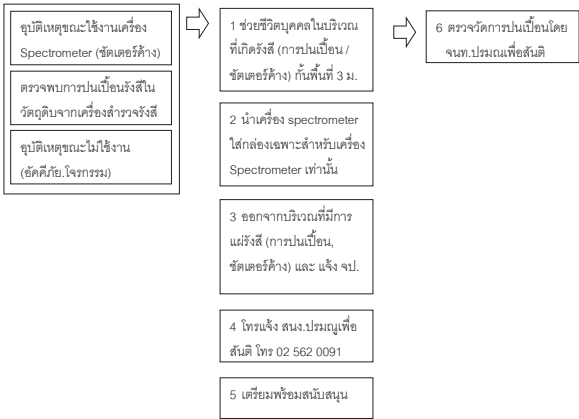 อุบัติเหตุขณะใช้งานเครื่อง
Spectrometer (ชัตเตอร์ค้าง)
ตรวจพบการปนเปื้อนรังสีใน
วัตถุดิบจากเครื่องสำรวจรังสี
อุบัติเหตุขณะไม่ใช้งาน
(อัคคีภัย.โจรกรรม)
1 ช่วยชีวิตบุคคลในบริเวณ
ที่เกิดรังสี (การปนเปื้อน /
ชัตเตอร์ค้าง) กั้นพื้นที่ 3 ม.
2 นำเครื่อง spectrometer
ใส่กล่องเฉพาะสำหรับเครื่อง
Spectrometer เท่านั้น
3 ออกจากบริเวณที่มีการ
แผ่รังสี (การปนเปื้อน,
ชัตเตอร์ค้าง) และ แจ้ง จป.
4 โทรแจ้ง สนง.ปรมณูเพื่อ
สันติ โทร 02 562 0091
5 เตรียมพร้อมสนับสนุน
6 ตรวจวัดการปนเปื้อนโดย
จนท.ปรมณเพื่อสันติ